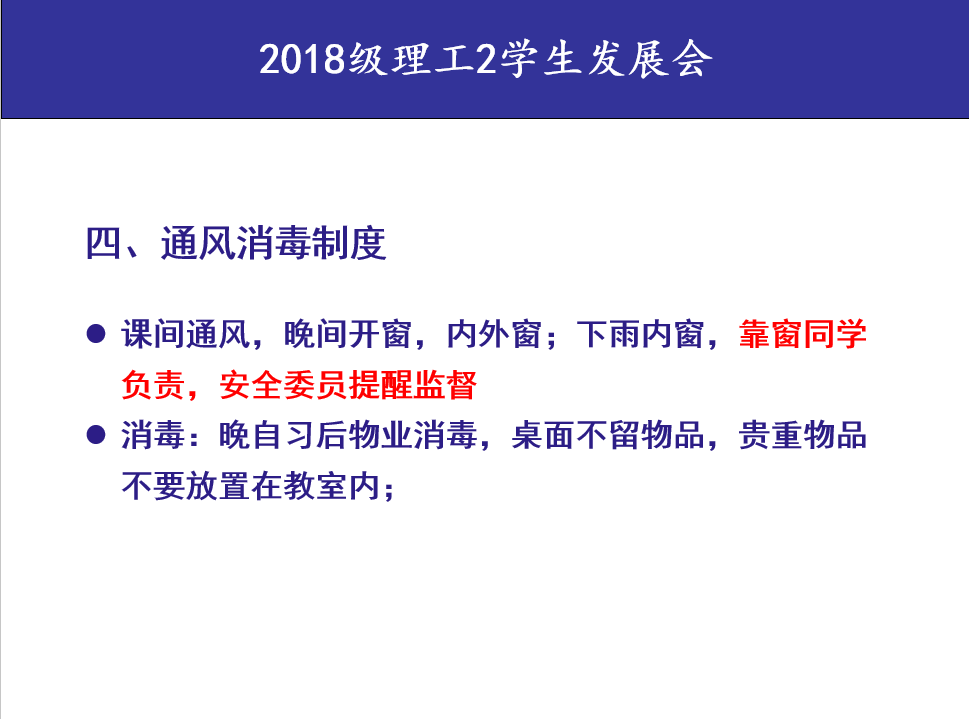 2018级理工2学生发展会
四、通风消毒制度
● 课间通风，晚间开窗，内外窗；下雨内窗，靠窗同学
负责，安全委员提醒监督
● 消毒：晚自习后物业消毒，桌面不留物品，贵重物品
不要放置在教室内；